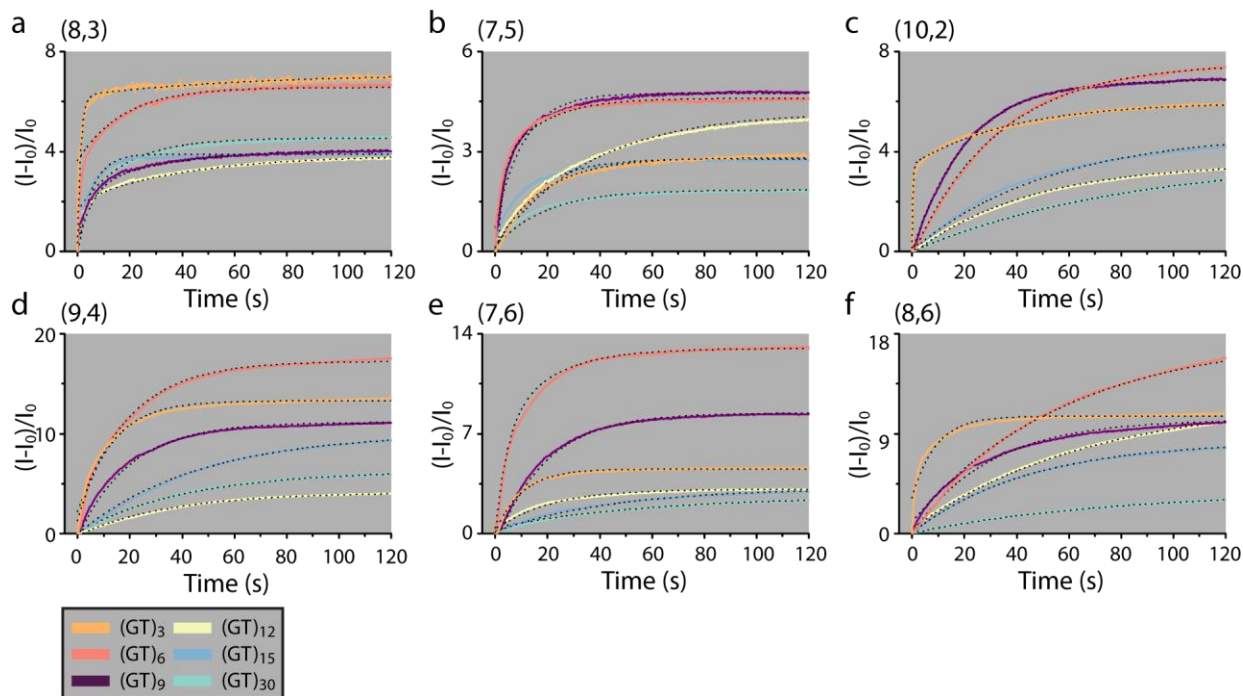 a (8,3)
8
4
0
(I-I₀)/I₀
0 20 40 60 80 100 120
Time (s)
b (7,5)
6
3
0
(I-I₀)/I₀
0 20 40 60 80 100 120
Time (s)
c (10,2)
8
4
0
(I-I₀)/I₀
0 20 40 60 80 100 120
Time (s)
d (9,4)
20
10
0
(I-I₀)/I₀
0 20 40 60 80 100 120
Time (s)
e (7,6)
14
7
0
(I-I₀)/I₀
0 20 40 60 80 100 120
Time (s)
f (8,6)
18
9
0
(I-I₀)/I₀
0 20 40 60 80 100 120
Time (s)
(GT)₃ (GT)₁₂
(GT)₆ (GT)₁₅
(GT)₉ (GT)₃₀